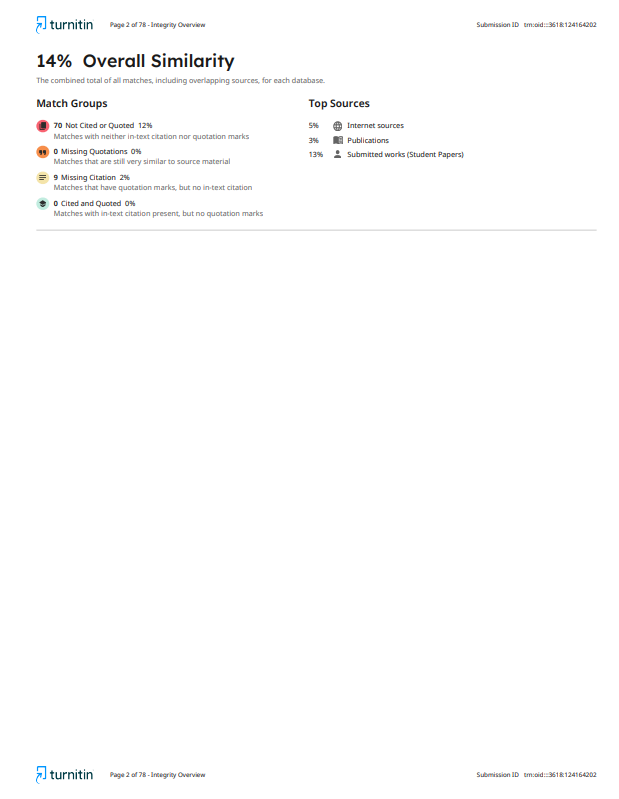 turnitin Page 2 of 78 - Integrity Overview Submission ID trn:oid:::3618:124164202
14% Overall Similarity
The combined total of all matches, including overlapping sources, for each database.
Match Groups
70 Not Cited or Quoted 12%
Matches with neither in-text citation nor quotation marks
0 Missing Quotations 0%
Matches that are still very similar to source material
9 Missing Citation 2%
Matches that have quotation marks, but no in-text citation
0 Cited and Quoted 0%
Matches with in-text citation present, but no quotation marks
Top Sources
5% Internet sources
3% Publications
13% Submitted works (Student Papers)
turnitin Page 2 of 78 - Integrity Overview Submission ID trn:oid:::3618:124164202